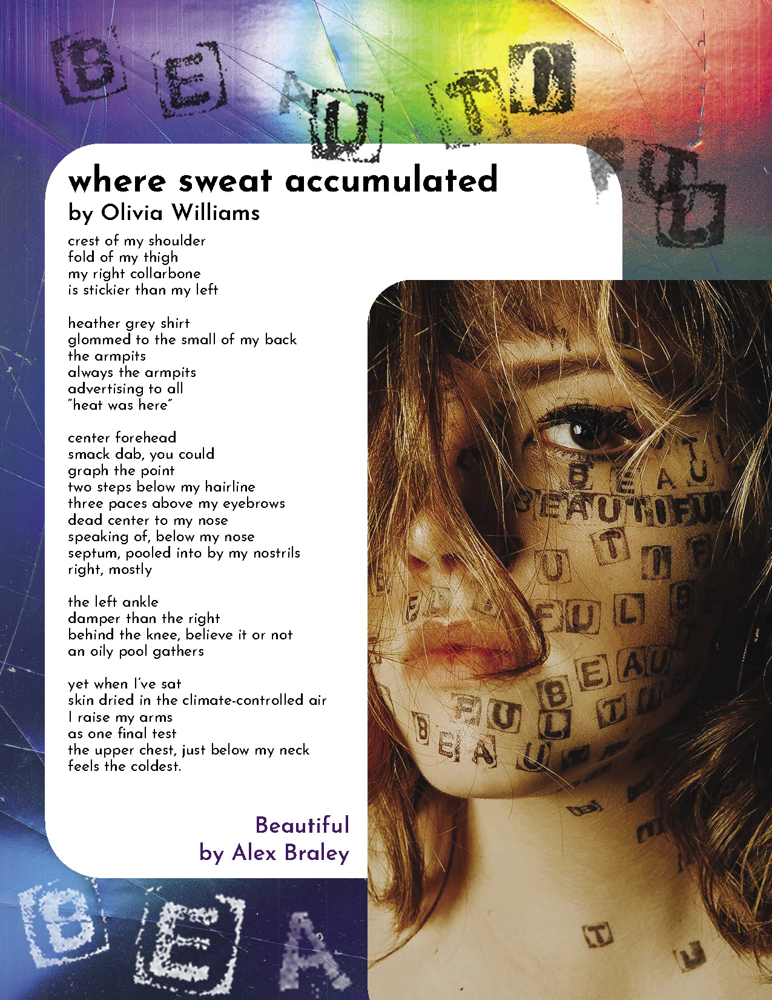 B E A U T I F U L
where sweat accumulated
by Olivia Williams
crest of my shoulder
fold of my thigh
my right collarbone
is stickier than my left
heather grey shirt
glommed to the small of my back
the armpits
always the armpits
advertising to all
"heat was here"
center forehead
smack dab, you could
graph the point
two steps below my hairline
three paces above my eyebrows
dead center to my nose
speaking of, below my nose
septum, pooled into by my nostrils
right, mostly
the left ankle
damper than the right
behind the knee, believe it or not
an oily pool gathers
yet when I've sat
skin dried in the climate-controlled air
I raise my arms
as one final test
the upper chest, just below my neck
feels the coldest.
Beautiful
by Alex Braley
B E A
T I
B E A U
BEAUTIFUL
U T I F
F U L B
B E A U
F U L T
B E A U T
B
T
U